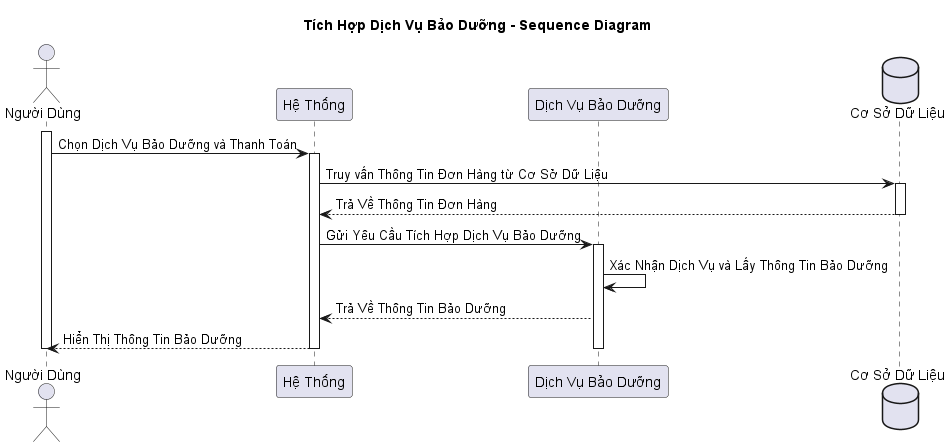 Tích Hợp Dịch Vụ Bảo Dưỡng - Sequence Diagram
Người Dùng
Hệ Thống
Dịch Vụ Bảo Dưỡng
Cơ Sở Dữ Liệu
Chọn Dịch Vụ Bảo Dưỡng và Thanh Toán
Truy vấn Thông Tin Đơn Hàng từ Cơ Sở Dữ Liệu
Trả Về Thông Tin Đơn Hàng
Gửi Yêu Cầu Tích Hợp Dịch Vụ Bảo Dưỡng
Xác Nhận Dịch Vụ và Lấy Thông Tin Bảo Dưỡng
Trả Về Thông Tin Bảo Dưỡng
Hiển Thị Thông Tin Bảo Dưỡng
Người Dùng
Hệ Thống
Dịch Vụ Bảo Dưỡng
Cơ Sở Dữ Liệu